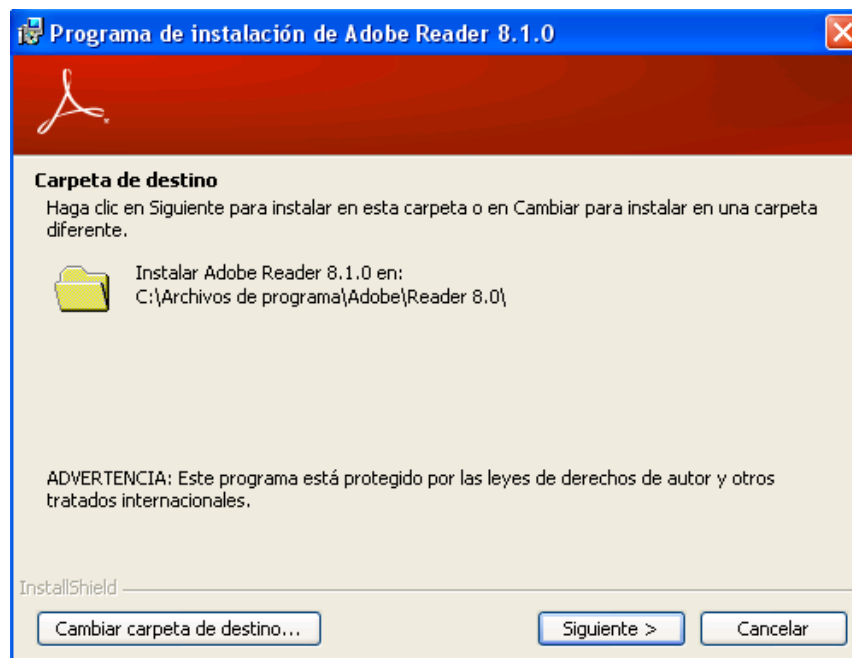 Programa de instalación de Adobe Reader 8.1.0
Carpeta de destino
Haga clic en Siguiente para instalar en esta carpeta o en Cambiar para instalar en una carpeta
diferente.
Instalar Adobe Reader 8.1.0 en:
C:\Archivos de programa\Adobe\Reader 8.0\
ADVERTENCIA: Este programa está protegido por las leyes de derechos de autor y otros
tratados internacionales.
InstallShield
Cambiar carpeta de destino... Siguiente > Cancelar